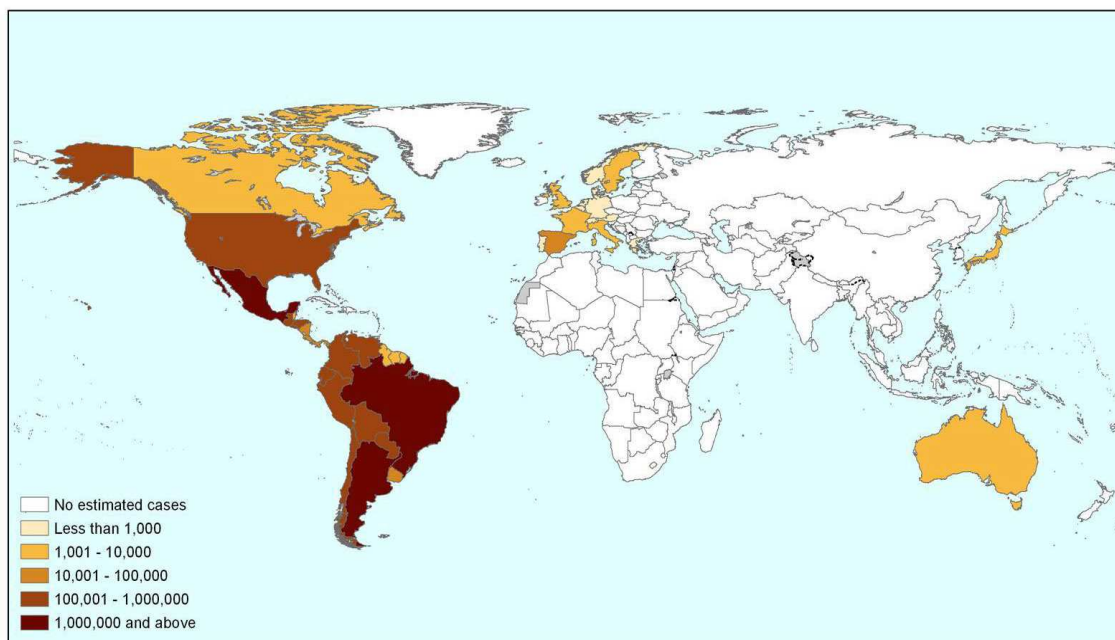 No estimated cases
Less than 1,000
1,001 - 10,000
10,001 - 100,000
100,001 - 1,000,000
1,000,000 and above